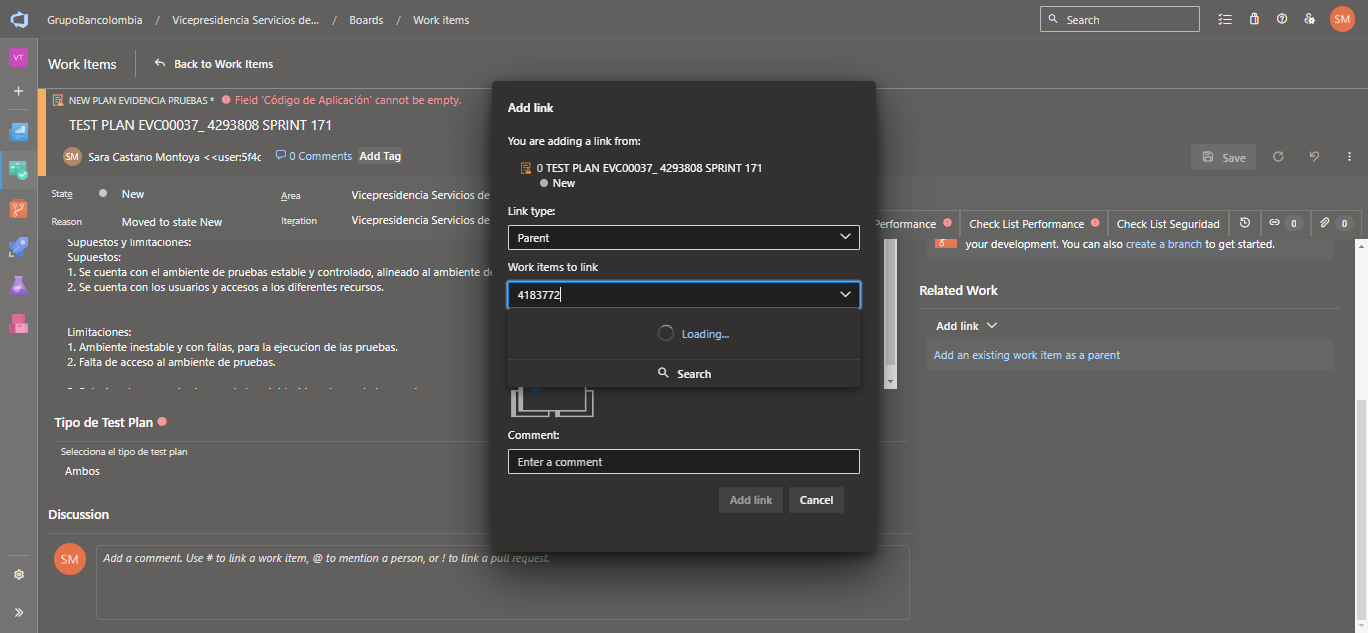 GrupoBancolombia / Vicepresidencia Servicios de... / Boards / Work items
Search
SM
VT
Work Items
Back to Work Items
NEW PLAN EVIDENCIA PRUEBAS * Field 'Código de Aplicación' cannot be empty.
TEST PLAN EVC00037_ 4293808 SPRINT 171
SM Sara Castano Montoya <<user:5f4c 0 Comments Add Tag
Save
State New
Area Vicepresidencia Servicios de
Reason Moved to state New
Iteration Vicepresidencia Servicios de
Performance Check List Performance Check List Seguridad 0 0
Supuestos y limitaciones:
Supuestos:
1. Se cuenta con el ambiente de pruebas estable y controlado, alineado al ambiente de
2. Se cuenta con los usuarios y accesos a los diferentes recursos.
Limitaciones:
1. Ambiente inestable y con fallas, para la ejecucion de las pruebas.
2. Falta de acceso al ambiente de pruebas.
Tipo de Test Plan
Selecciona el tipo de test plan
Ambos
Discussion
SM
Add a comment. Use # to link a work item, @ to mention a person, or ! to link a pull request.
Add link
You are adding a link from:
0 TEST PLAN EVC00037_ 4293808 SPRINT 171
New
Link type:
Parent
Work items to link
4183772
Loading...
Search
Comment:
Enter a comment
Add link Cancel
your development. You can also create a branch to get started.
Related Work
Add link
Add an existing work item as a parent